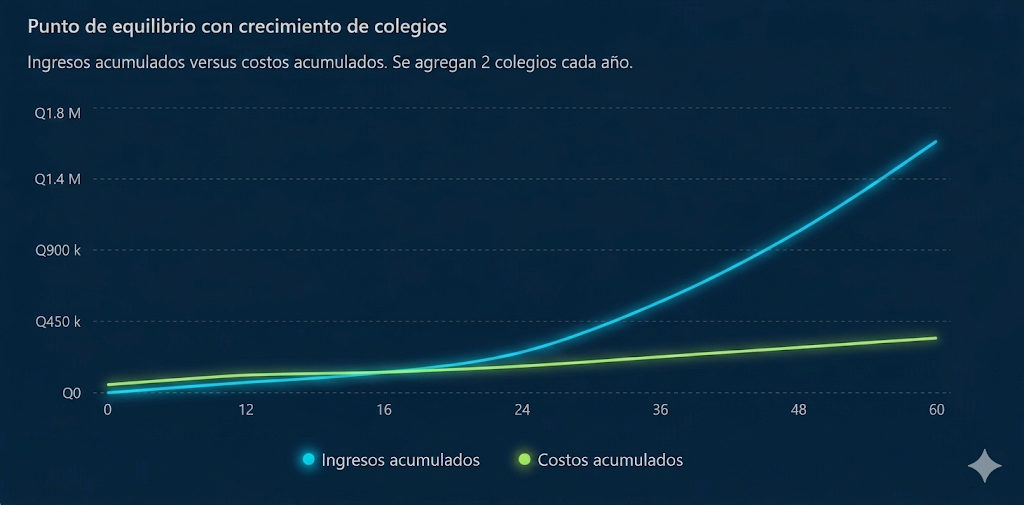 Punto de equilibrio con crecimiento de colegios
Ingresos acumulados versus costos acumulados. Se agregan 2 colegios cada año.
Q1.8 M
Q1.4 M
Q900 k
Q450 k
Q0
0 12 16 24 36 48 60
Ingresos acumulados Costos acumulados